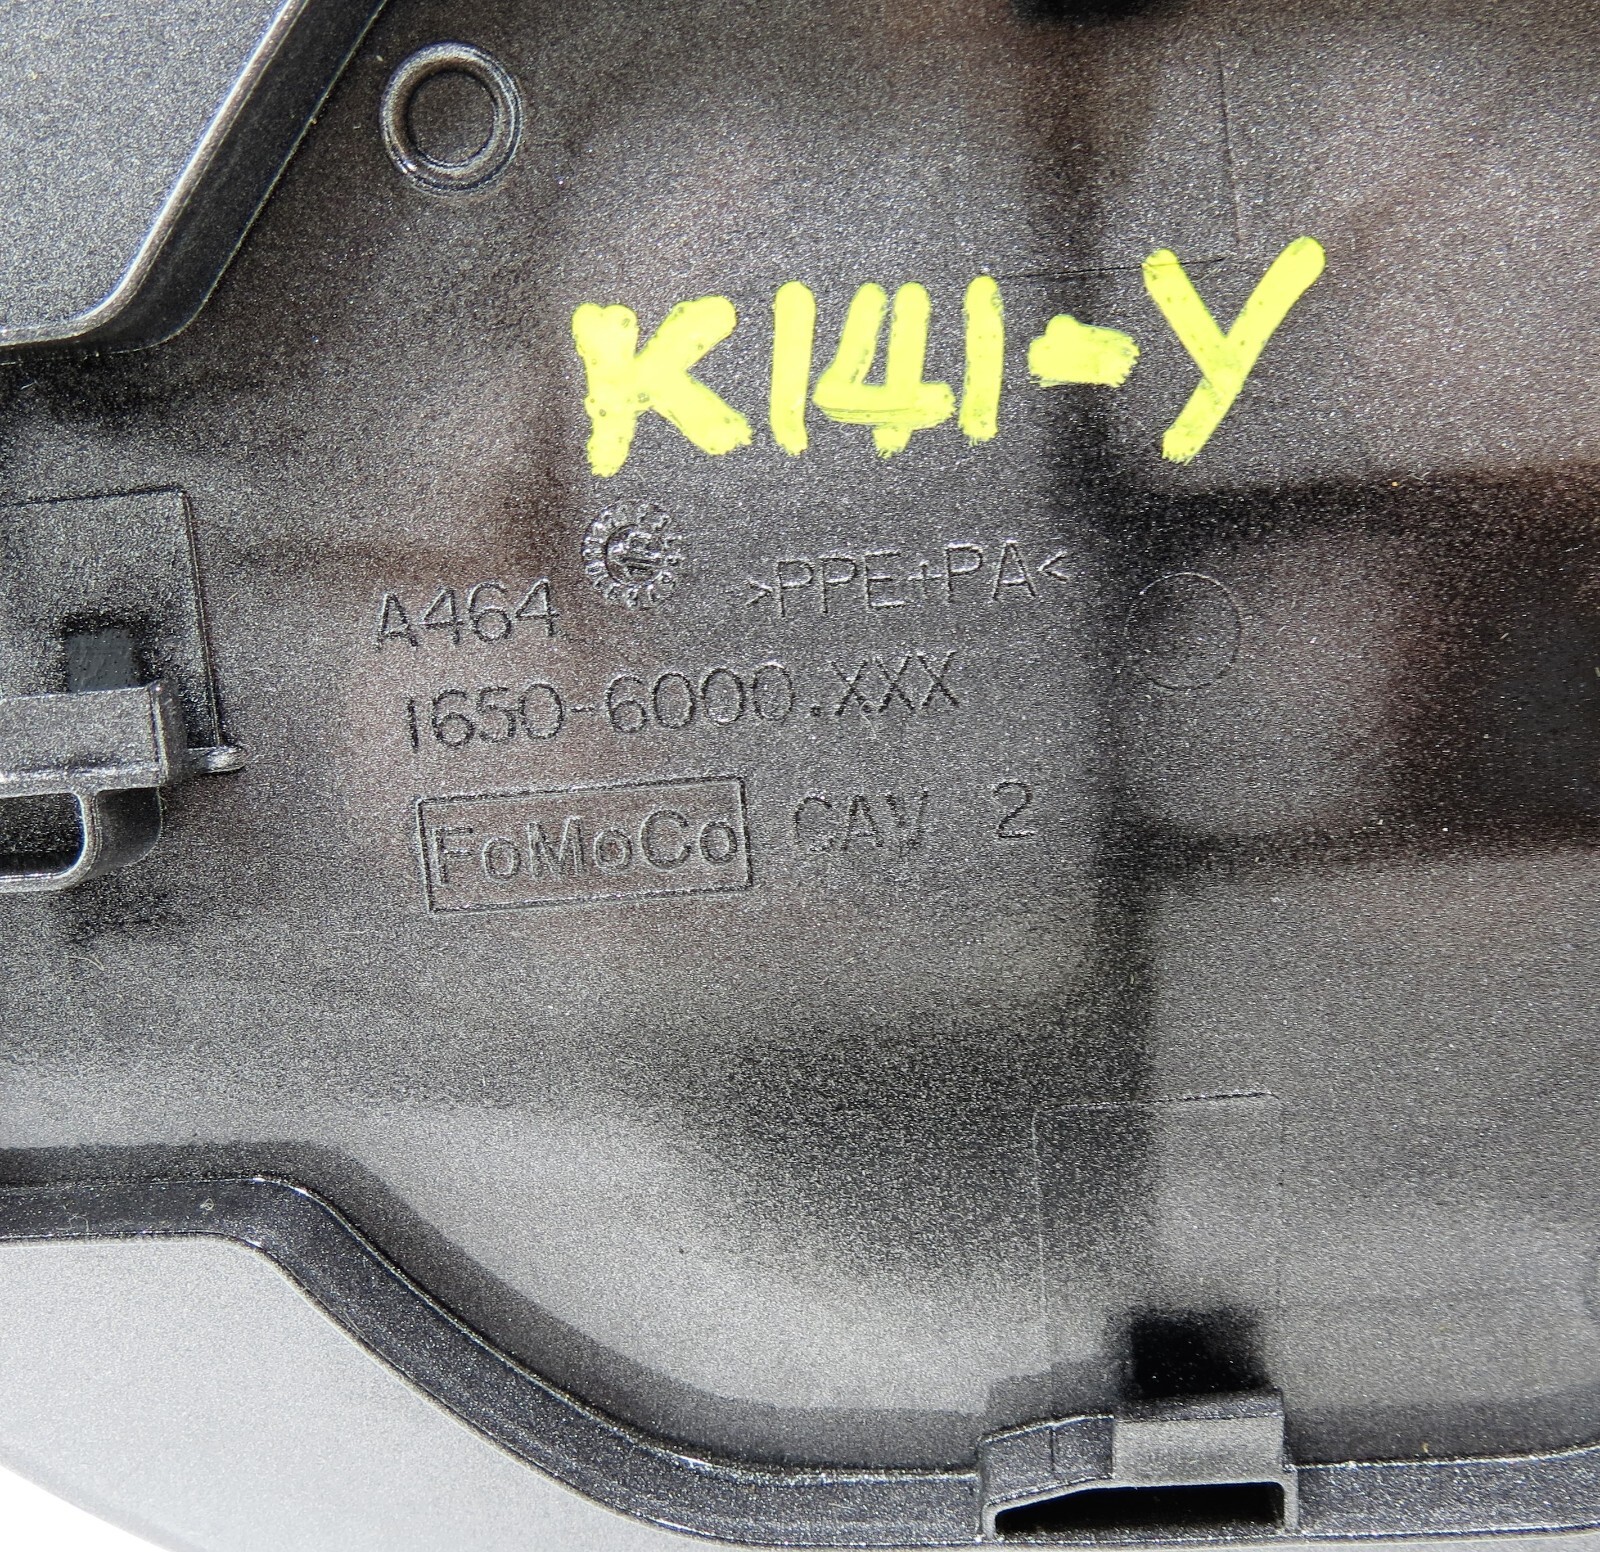 K141-Y
A464 >PPE+PA<
1650-6000.XXX
FoMoCo CAV 2